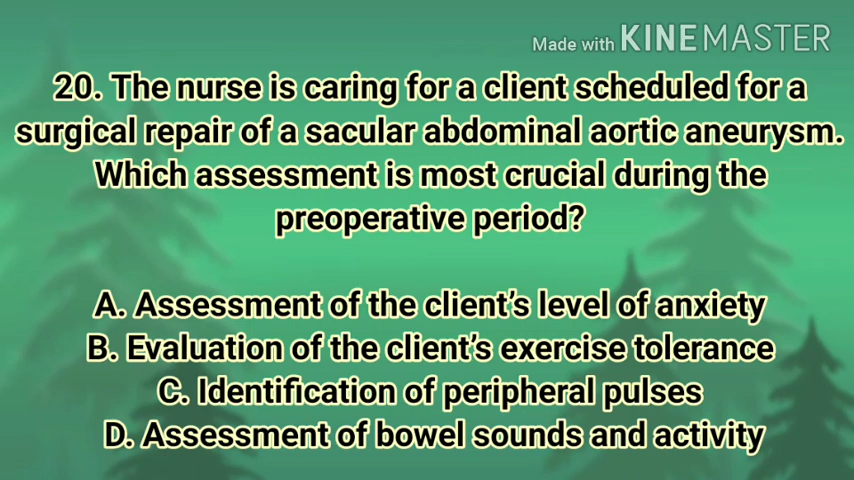 Made with KINEMASTER
20. The nurse is caring for a client scheduled for a
surgical repair of a sacular abdominal aortic aneurysm.
Which assessment is most crucial during the
preoperative period?
A. Assessment of the client’s level of anxiety
B. Evaluation of the client’s exercise tolerance
C. Identification of peripheral pulses
D. Assessment of bowel sounds and activity